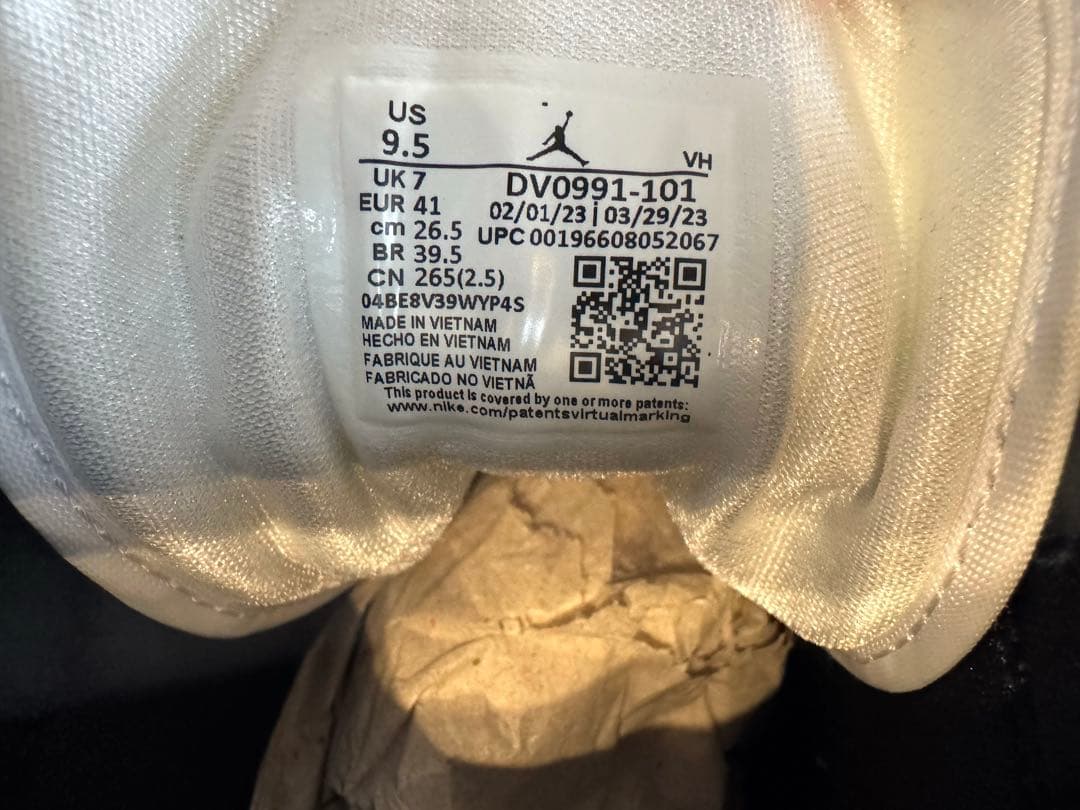 US
9.5
VH
UK 7
DV0991-101
EUR 41
02/01/23 | 03/29/23
cm 26.5
UPC 00196608052067
BR 39.5
CN 265(2.5)
04BE8V39WYP4S
MADE IN VIETNAM
HECHO EN VIETNAM
FABRIQUE AU VIETNAM
FABRICADO NO VIETNÃ
This product is covered by one or more patents:
www.nike.com/patentsvirtualmarking